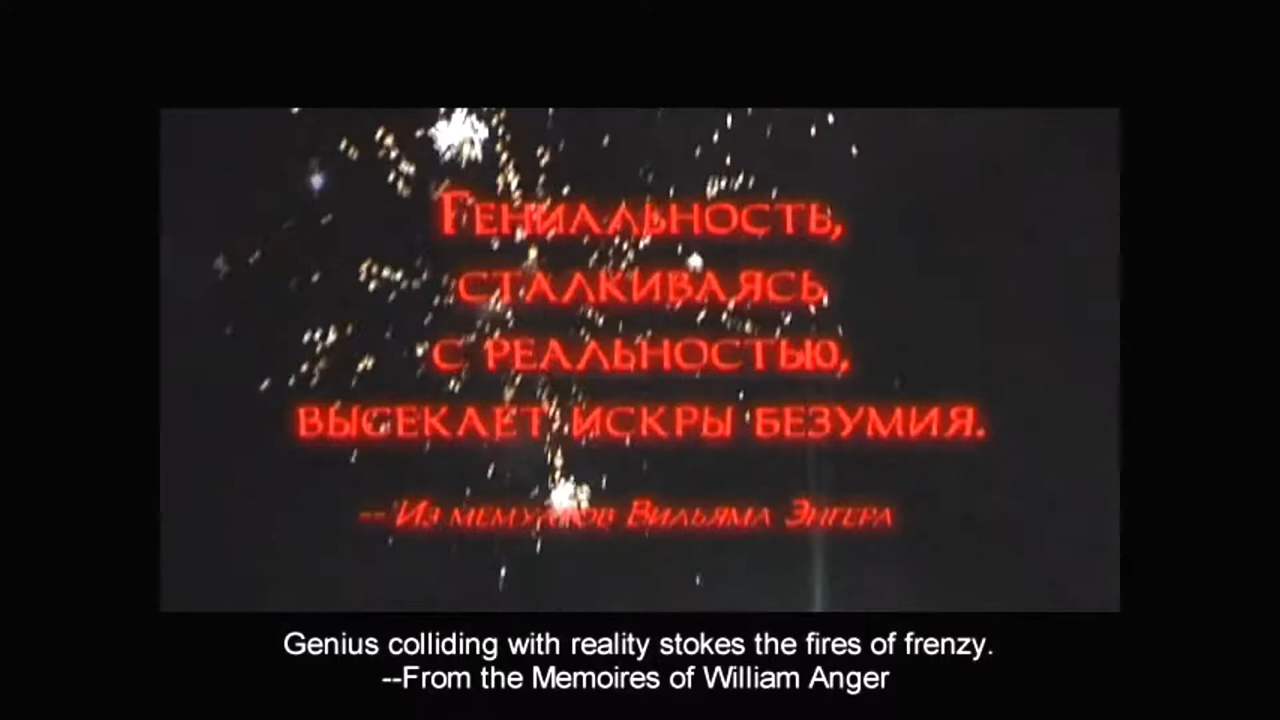 Гениальность,
сталкиваясь
с реальностью,
высекает искры безумия.
-- Из мемуаров Вильяма Энгера
Genius colliding with reality stokes the fires of frenzy.
--From the Memoires of William Anger